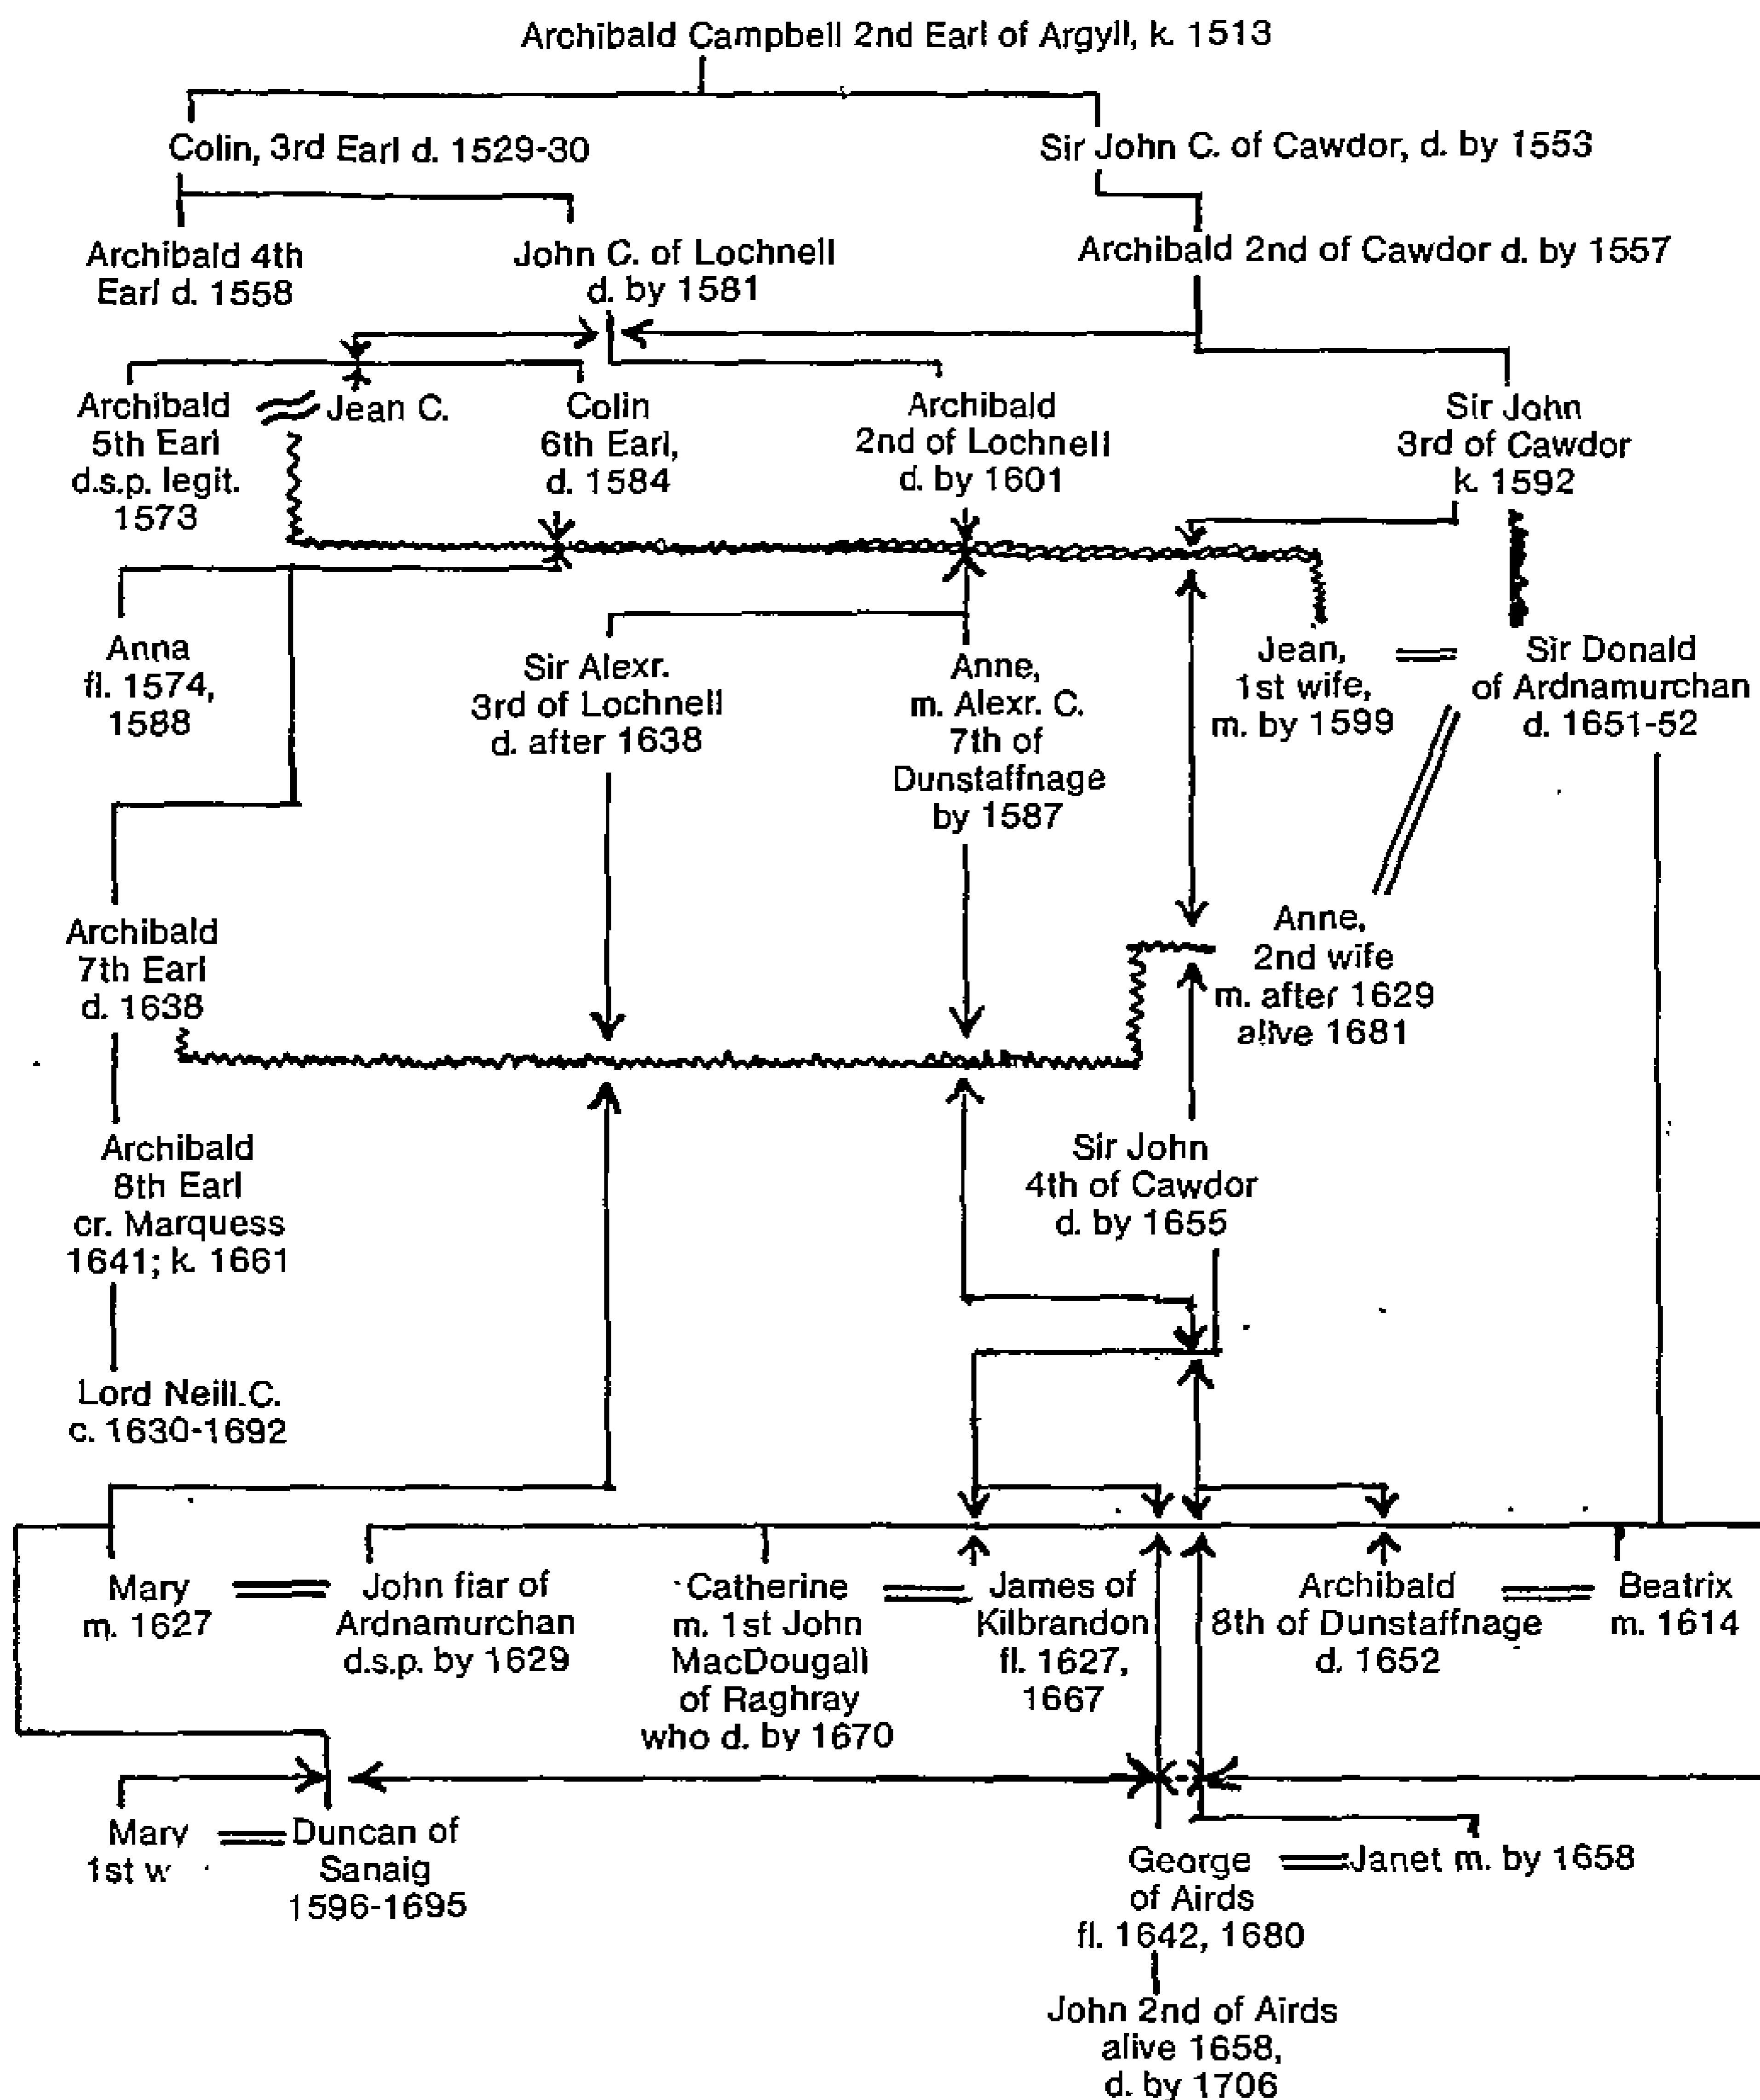 Archibald Campbell 2nd Earl of Argyll, k. 1513
Colin, 3rd Earl d. 1529-30
Sir John C. of Cawdor, d. by 1553
Archibald 4th
Earl d. 1558
John C. of Lochnell
d. by 1581
Archibald 2nd of Cawdor d. by 1557
Archibald
5th Earl
d.s.p. legit.
1573
Jean C.
Colin
6th Earl,
d. 1584
Archibald
2nd of Lochnell
d. by 1601
Sir John
3rd of Cawdor
k. 1592
Anna
fl. 1574,
1588
Sir Alexr.
3rd of Lochnell
d. after 1638
Anne,
m. Alexr. C.
7th of
Dunstaffnage
by 1587
Jean,
1st wife,
m. by 1599
Sir Donald
of Ardnamurchan
d. 1651-52
Archibald
7th Earl
d. 1638
Anne,
2nd wife
m. after 1629
alive 1681
Archibald
8th Earl
cr. Marquess
1641; k. 1661
Sir John
4th of Cawdor
d. by 1655
Lord Neill C.
c. 1630-1692
Mary
m. 1627
John fiar of
Ardnamurchan
d.s.p. by 1629
Catherine
m. 1st John
MacDougall
of Raghray
who d. by 1670
James of
Kilbrandon
fl. 1627,
1667
Archibald
8th of Dunstaffnage
d. 1652
Beatrix
m. 1614
Mary
1st w
Duncan of
Sanaig
1596-1695
George
of Airds
fl. 1642, 1680
Janet m. by 1658
John 2nd of Airds
alive 1658,
d. by 1706